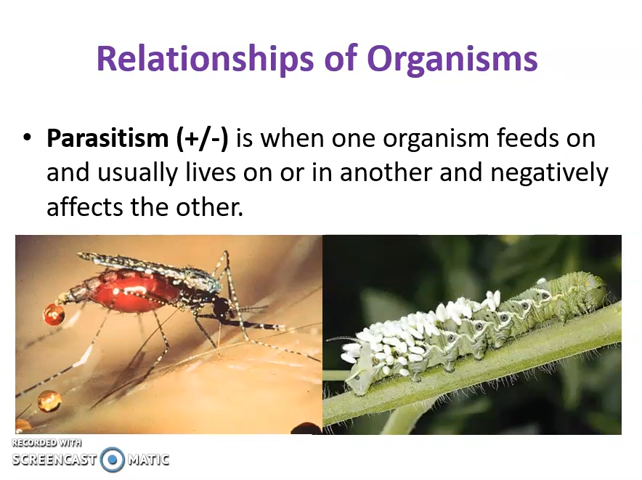 Relationships of Organisms
• Parasitism (+/-) is when one organism feeds on
and usually lives on or in another and negatively
affects the other.
RECORDED WITH
SCREENCAST MATIC